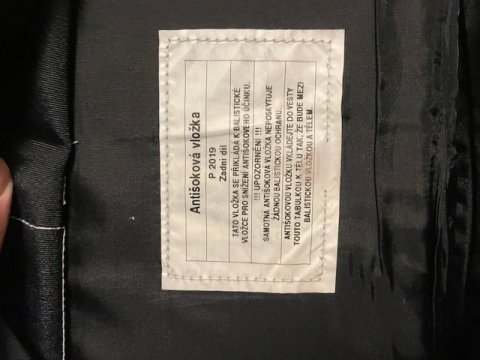 Antišoková vložka
P 2019
Zadní díl
TATO VLOŽKA SE PŘIKLÁDÁ K BALISTICKÉ
VLOŽCE PRO SNÍŽENÍ ANTIŠOKOVÉHO ÚČINKU.
!!! UPOZORNĚNÍ !!!
SAMOTNÁ ANTIŠOKOVÁ VLOŽKA NEPOSKYTUJE
ŽÁDNOU BALISTICKOU OCHRANU.
ANTIŠOKOVOU VLOŽKU VKLÁDEJTE DO VESTY
TOUTO TABULKOU K TĚLU TAK, ŽE BUDE MEZI
BALISTICKOU VLOŽKOU A TĚLEM.